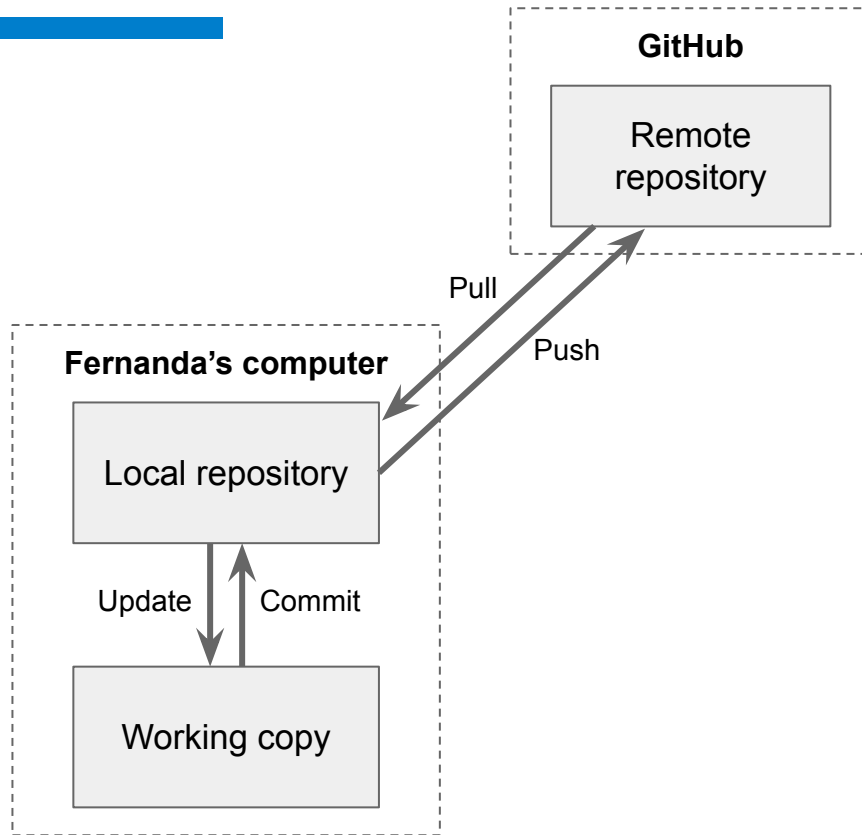 GitHub
Remote
repository
Pull
Push
Fernanda’s computer
Local repository
Update
Commit
Working copy